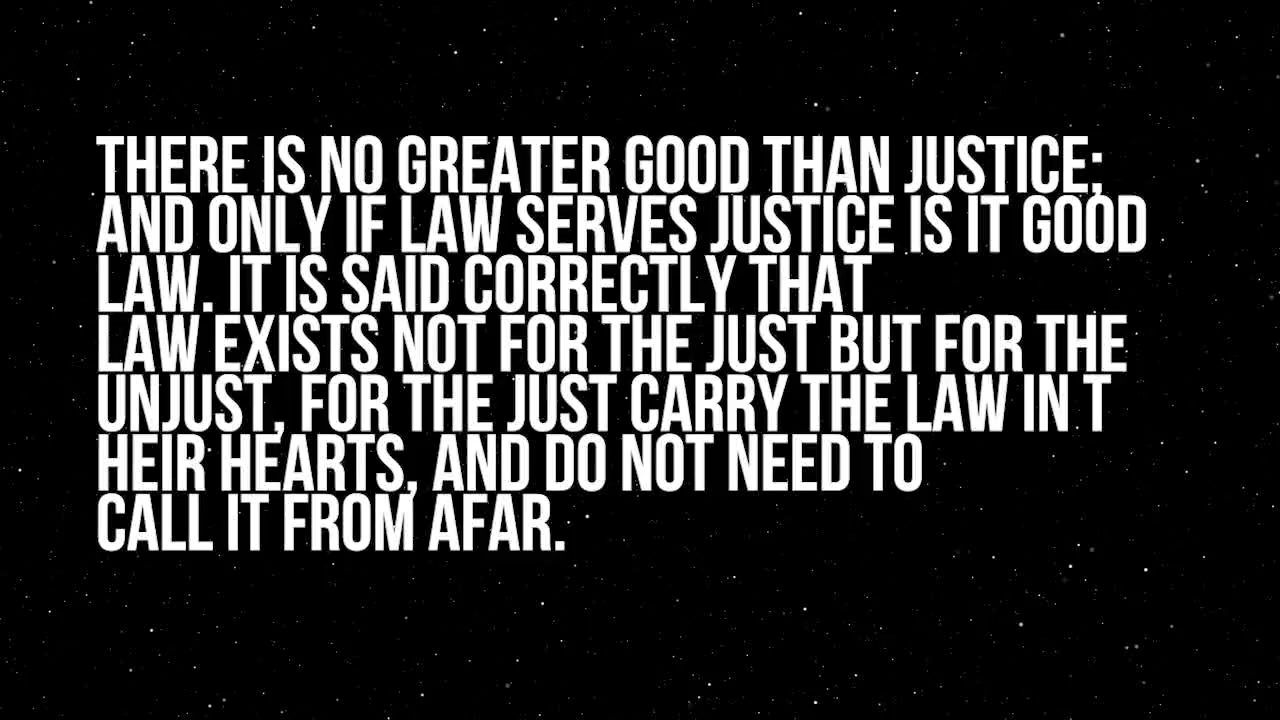 THERE IS NO GREATER GOOD THAN JUSTICE;
AND ONLY IF LAW SERVES JUSTICE IS IT GOOD
LAW. IT IS SAID CORRECTLY THAT
LAW EXISTS NOT FOR THE JUST BUT FOR THE
UNJUST, FOR THE JUST CARRY THE LAW IN T
HEIR HEARTS, AND DO NOT NEED TO
CALL IT FROM AFAR.